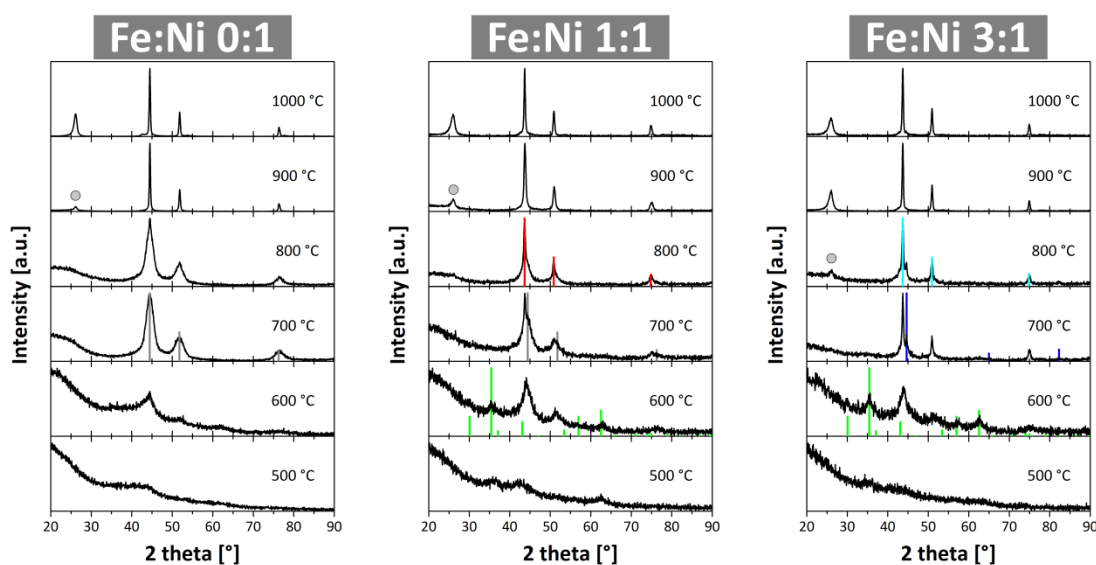 Fe:Ni 0:1
Intensity [a.u.]
1000 °C
900 °C
800 °C
700 °C
600 °C
500 °C
20 30 40 50 60 70 80 90
2 theta [°]
Fe:Ni 1:1
Intensity [a.u.]
1000 °C
900 °C
800 °C
700 °C
600 °C
500 °C
20 30 40 50 60 70 80 90
2 theta [°]
Fe:Ni 3:1
Intensity [a.u.]
1000 °C
900 °C
800 °C
700 °C
600 °C
500 °C
20 30 40 50 60 70 80 90
2 theta [°]